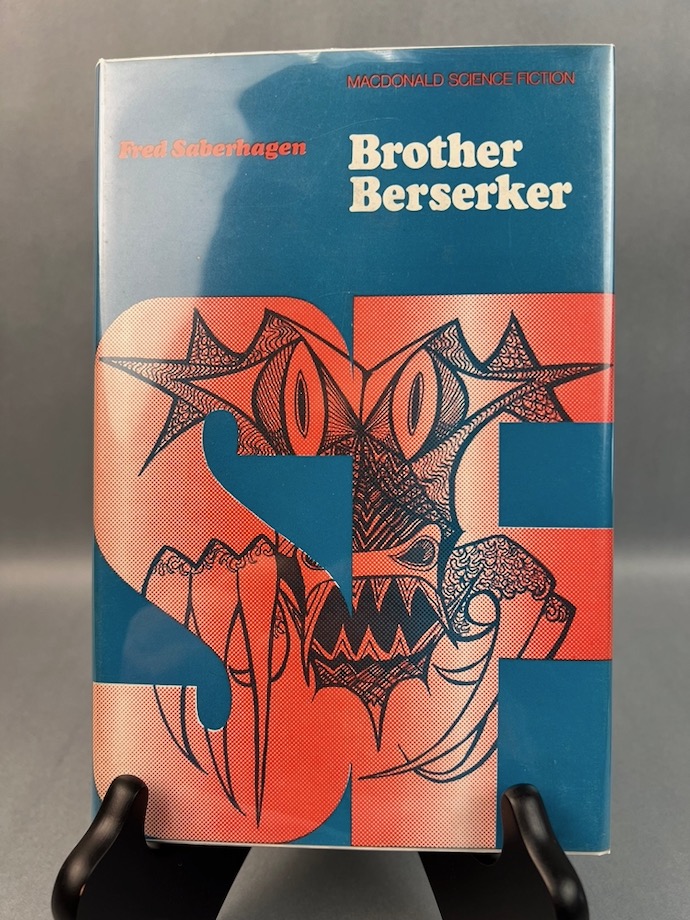 MACDONALD SCIENCE FICTION
Fred Saberhagen
Brother
Berserker
SF